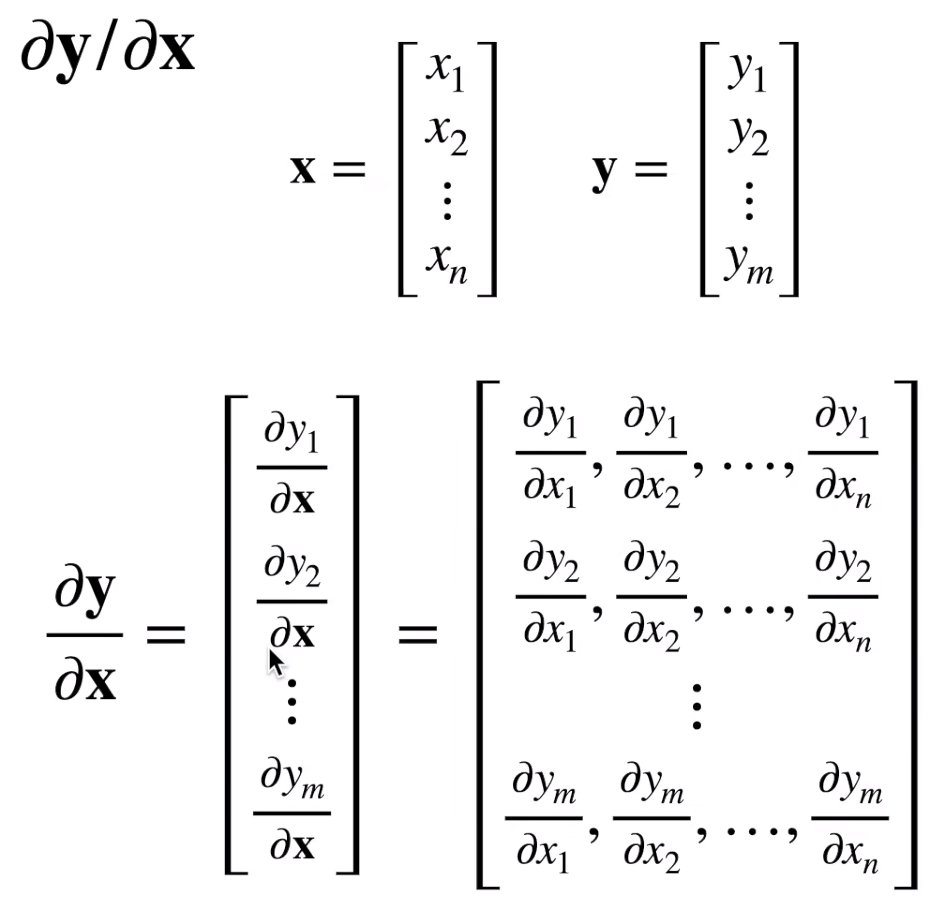 ∂y/∂x
x = [x₁ x₂ ⋮ xₙ] y = [y₁ y₂ ⋮ yₘ]
∂y/∂x = [∂y₁/∂x ∂y₂/∂x ⋮ ∂yₘ/∂x] = [∂y₁/∂x₁, ∂y₁/∂x₂, …, ∂y₁/∂xₙ
∂y₂/∂x₁, ∂y₂/∂x₂, …, ∂y₂/∂xₙ
⋮
∂yₘ/∂x₁, ∂yₘ/∂x₂, …, ∂yₘ/∂xₙ]